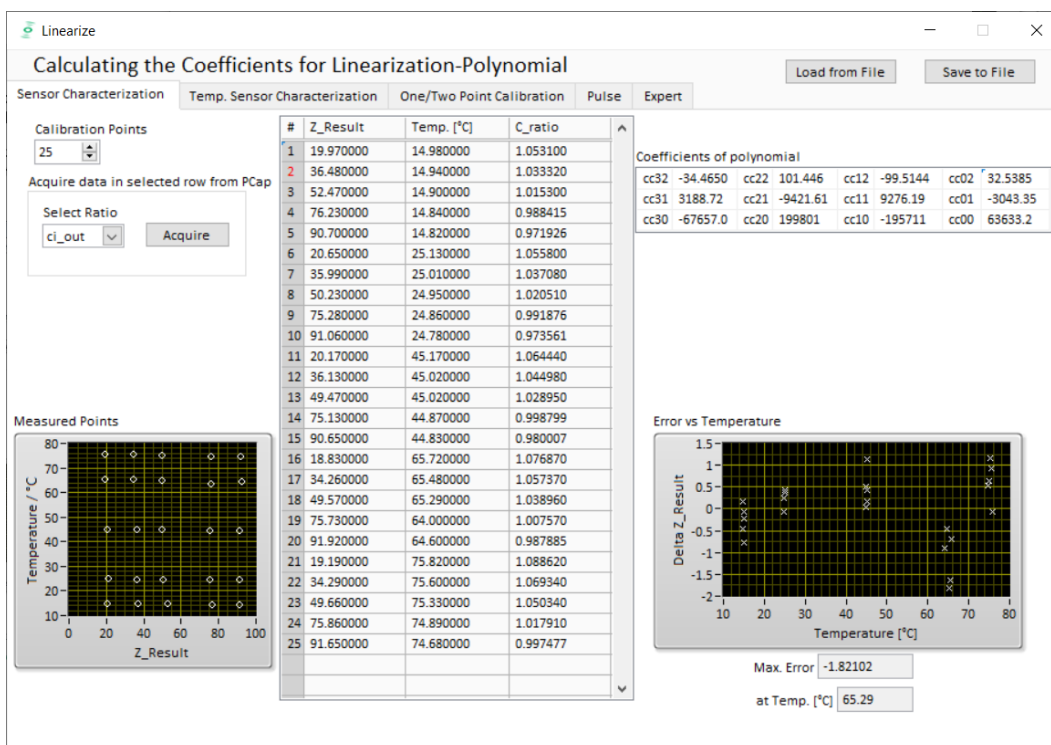 Linearize
Calculating the Coefficients for Linearization-Polynomial
Load from File
Save to File
Sensor Characterization
Temp. Sensor Characterization
One/Two Point Calibration
Pulse
Expert
Calibration Points
25
Acquire data in selected row from PCap
Select Ratio
ci_out
Acquire
# Z_Result Temp. [°C] C_ratio
1 19.970000 14.980000 1.053100
2 36.480000 14.940000 1.033320
3 52.470000 14.900000 1.015300
4 76.230000 14.840000 0.988415
5 90.700000 14.820000 0.971926
6 20.650000 25.130000 1.055800
7 35.990000 25.010000 1.037080
8 50.230000 24.950000 1.020510
9 75.280000 24.860000 0.991876
10 91.060000 24.780000 0.973561
11 20.170000 45.170000 1.064440
12 36.130000 45.020000 1.044980
13 49.470000 45.020000 1.028950
14 75.130000 44.870000 0.998799
15 90.650000 44.830000 0.980007
16 18.830000 65.720000 1.076870
17 34.260000 65.480000 1.057370
18 49.570000 65.290000 1.038960
19 75.730000 64.000000 1.007570
20 91.920000 64.600000 0.987885
21 19.190000 75.820000 1.088620
22 34.290000 75.600000 1.069340
23 49.660000 75.330000 1.050340
24 75.860000 74.890000 1.017910
25 91.650000 74.680000 0.997477
Coefficients of polynomial
cc32 -34.4650 cc22 101.446 cc12 -99.5144 cc02 32.5385
cc31 3188.72 cc21 -9421.61 cc11 9276.19 cc01 -3043.35
cc30 -67657.0 cc20 199801 cc10 -195711 cc00 63633.2
Measured Points
Temperature / °C
80
70
60
50
40
30
20
10
0 20 40 60 80 100
Z_Result
Error vs Temperature
Delta Z_Result
1.5
1
0.5
0
-0.5
-1
-1.5
-2
10 20 30 40 50 60 70 80
Temperature [°C]
Max. Error -1.82102
at Temp. [°C] 65.29